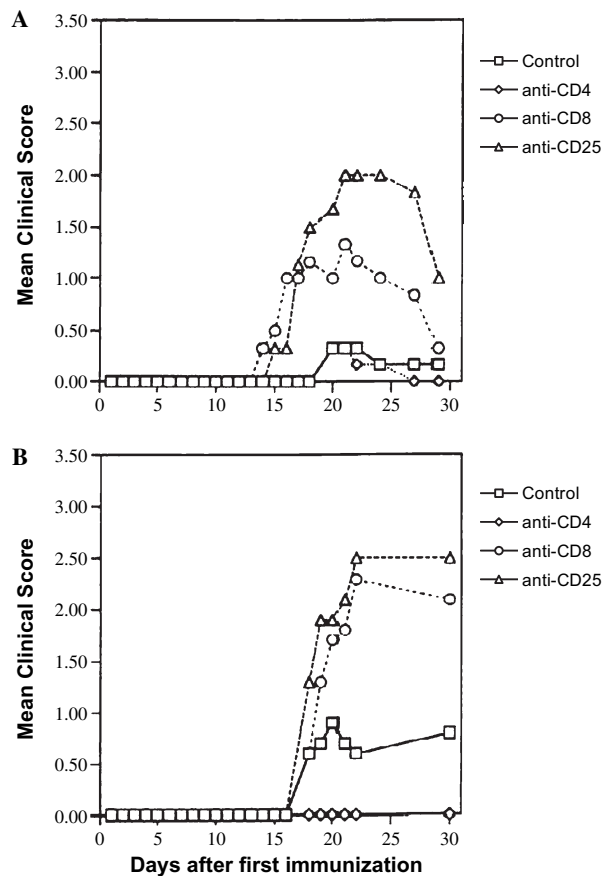 A
3.50
3.00
2.50
2.00
1.50
1.00
0.50
0.00
Mean Clinical Score
0 5 10 15 20 25 30
Control
anti-CD4
anti-CD8
anti-CD25
B
3.50
3.00
2.50
2.00
1.50
1.00
0.50
0.00
Mean Clinical Score
0 5 10 15 20 25 30
Days after first immunization
Control
anti-CD4
anti-CD8
anti-CD25